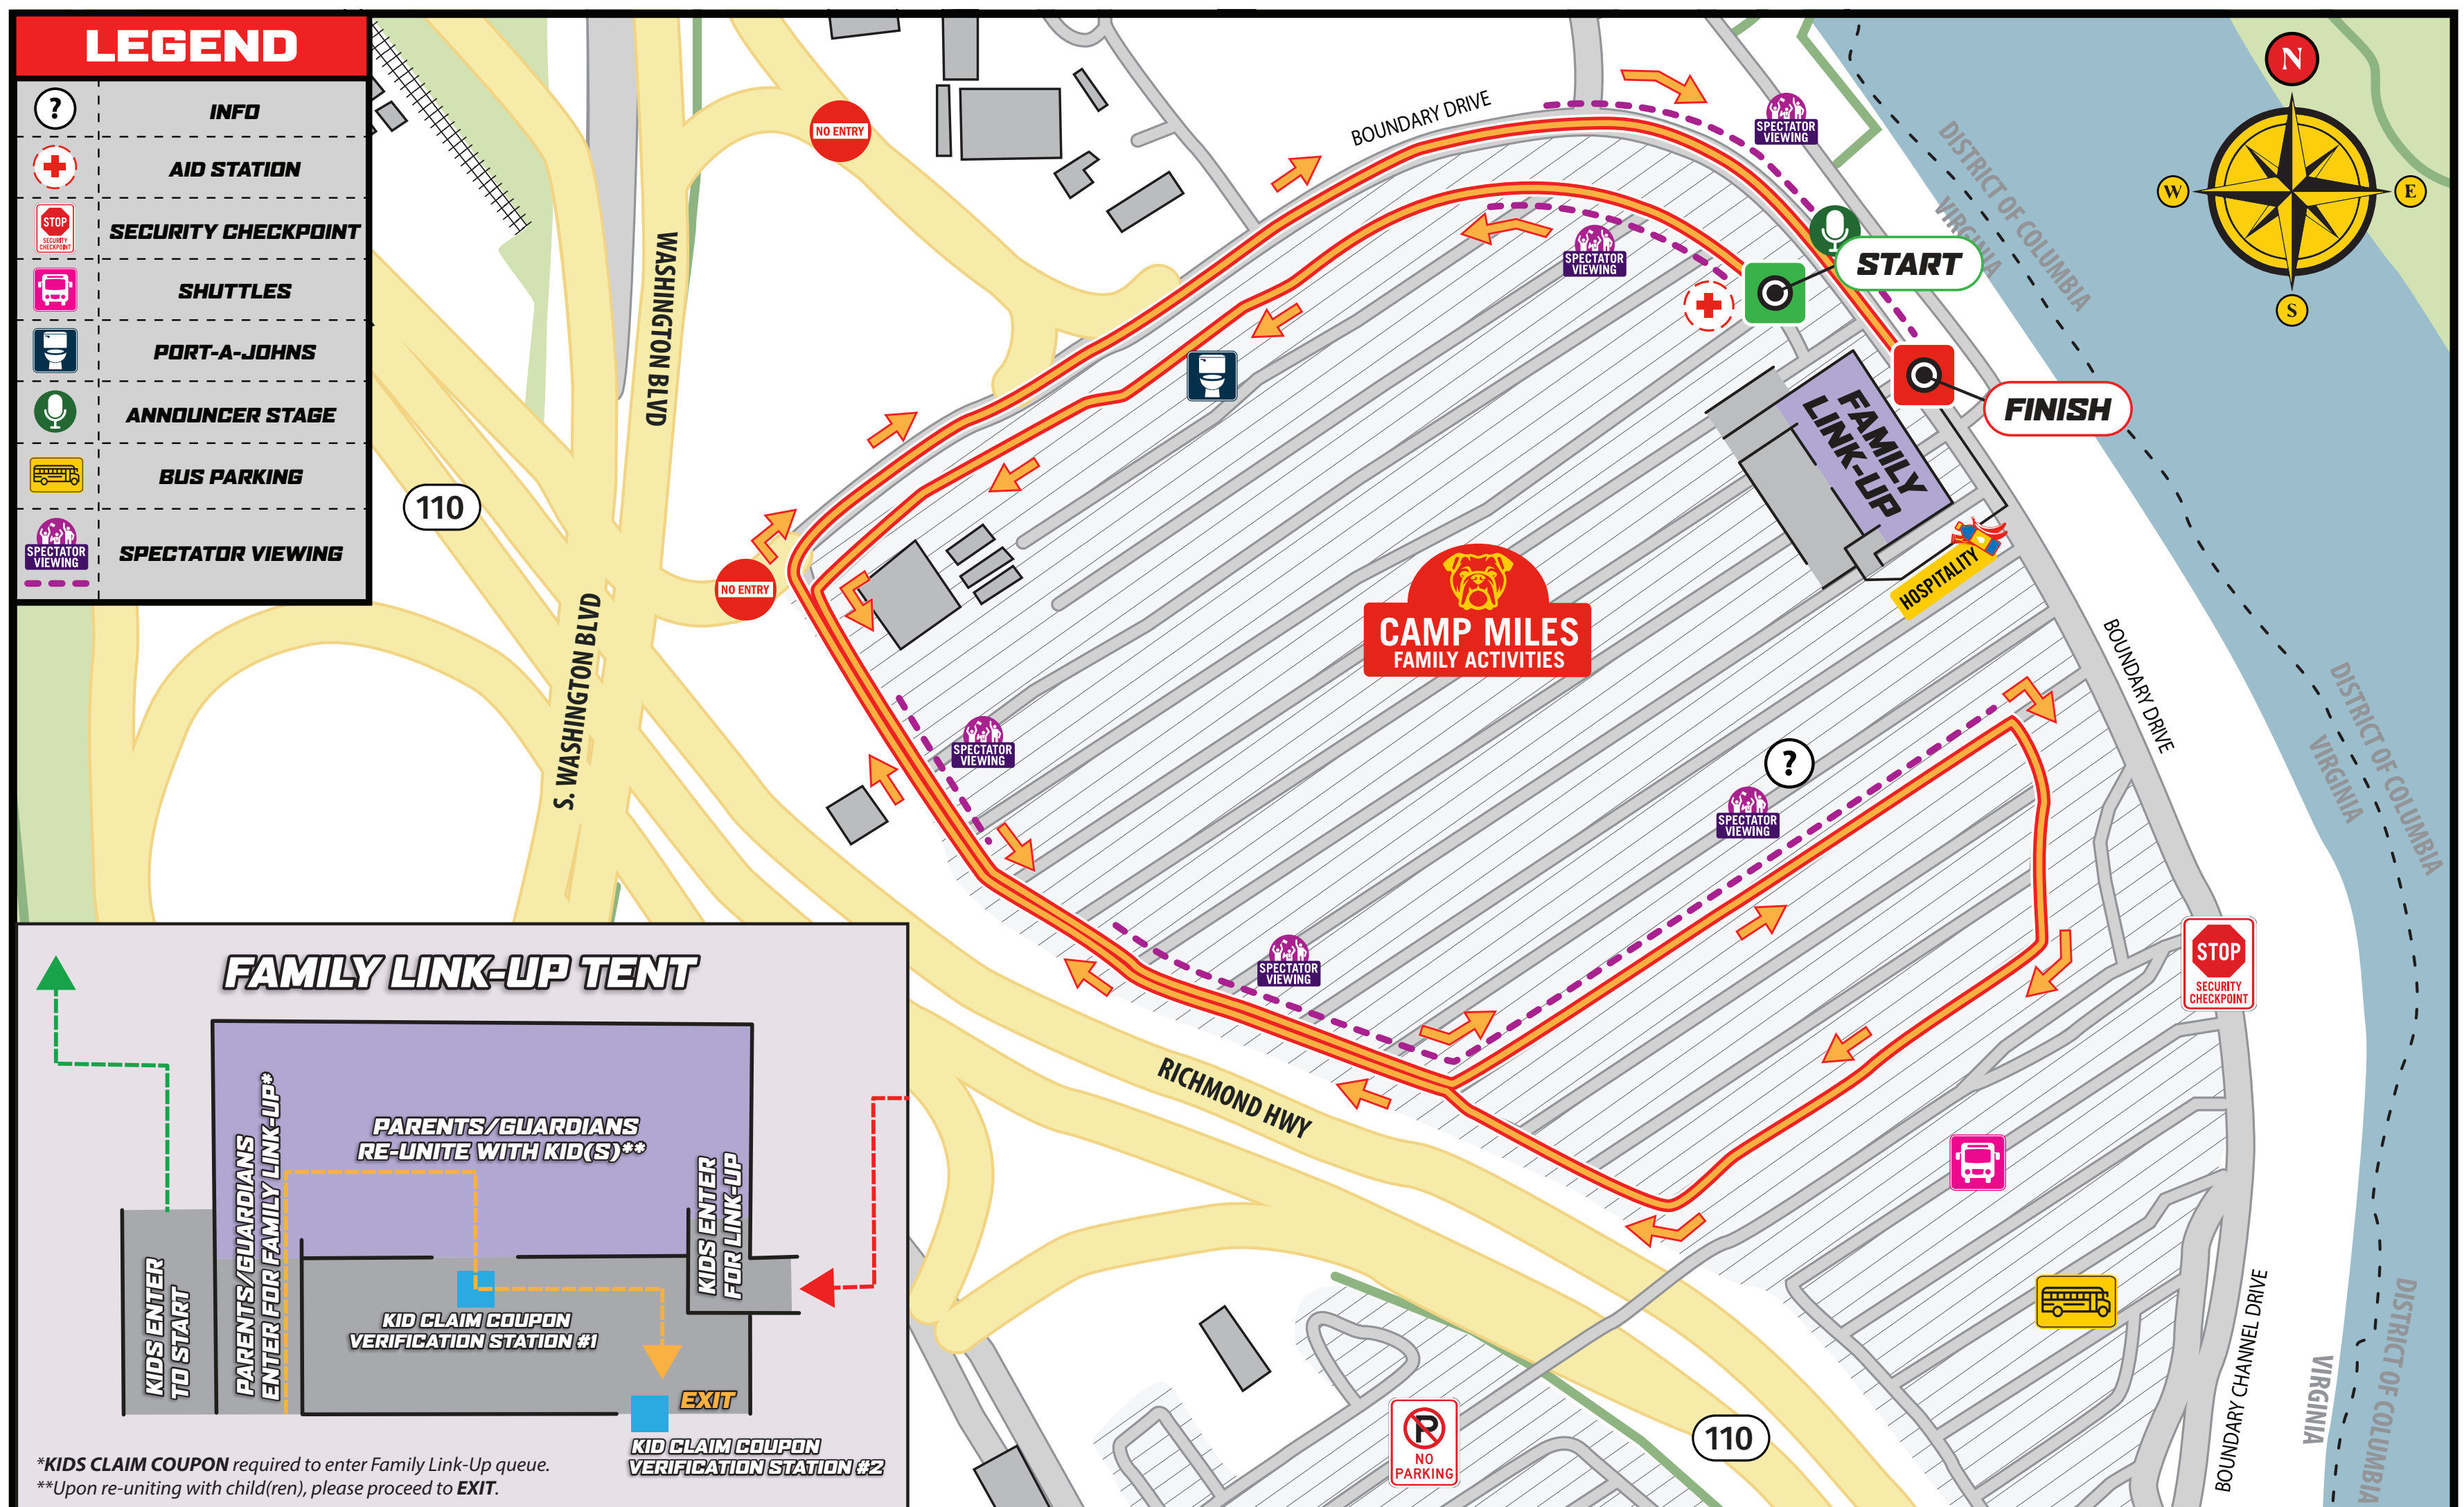 LEGEND
?
INFO
AID STATION
STOP
SECURITY
CHECKPOINT
SECURITY CHECKPOINT
SHUTTLES
PORT-A-JOHNS
ANNOUNCER STAGE
BUS PARKING
SPECTATOR
VIEWING
SPECTATOR VIEWING
N
W
E
S
NO ENTRY
BOUNDARY DRIVE
SPECTATOR
VIEWING
DISTRICT OF COLUMBIA
VIRGINIA
WASHINGTON BLVD
SPECTATOR
VIEWING
START
FINISH
FAMILY
LINK-UP
110
HOSPITALITY
NO ENTRY
CAMP MILES
FAMILY ACTIVITIES
S. WASHINGTON BLVD
BOUNDARY DRIVE
DISTRICT OF COLUMBIA
VIRGINIA
SPECTATOR
VIEWING
?
SPECTATOR
VIEWING
SPECTATOR
VIEWING
STOP
SECURITY
CHECKPOINT
RICHMOND HWY
BOUNDARY CHANNEL DRIVE
VIRGINIA
DISTRICT OF COLUMBIA
110
P
NO
PARKING
FAMILY LINK-UP TENT
PARENTS/GUARDIANS
RE-UNITE WITH KID(S)**
KIDS ENTER
TO START
PARENTS/GUARDIANS
ENTER FOR FAMILY LINK-UP*
KIDS ENTER
FOR LINK-UP
KID CLAIM COUPON
VERIFICATION STATION #1
EXIT
KID CLAIM COUPON
VERIFICATION STATION #2
*KIDS CLAIM COUPON required to enter Family Link-Up queue.
**Upon re-uniting with child(ren), please proceed to EXIT.